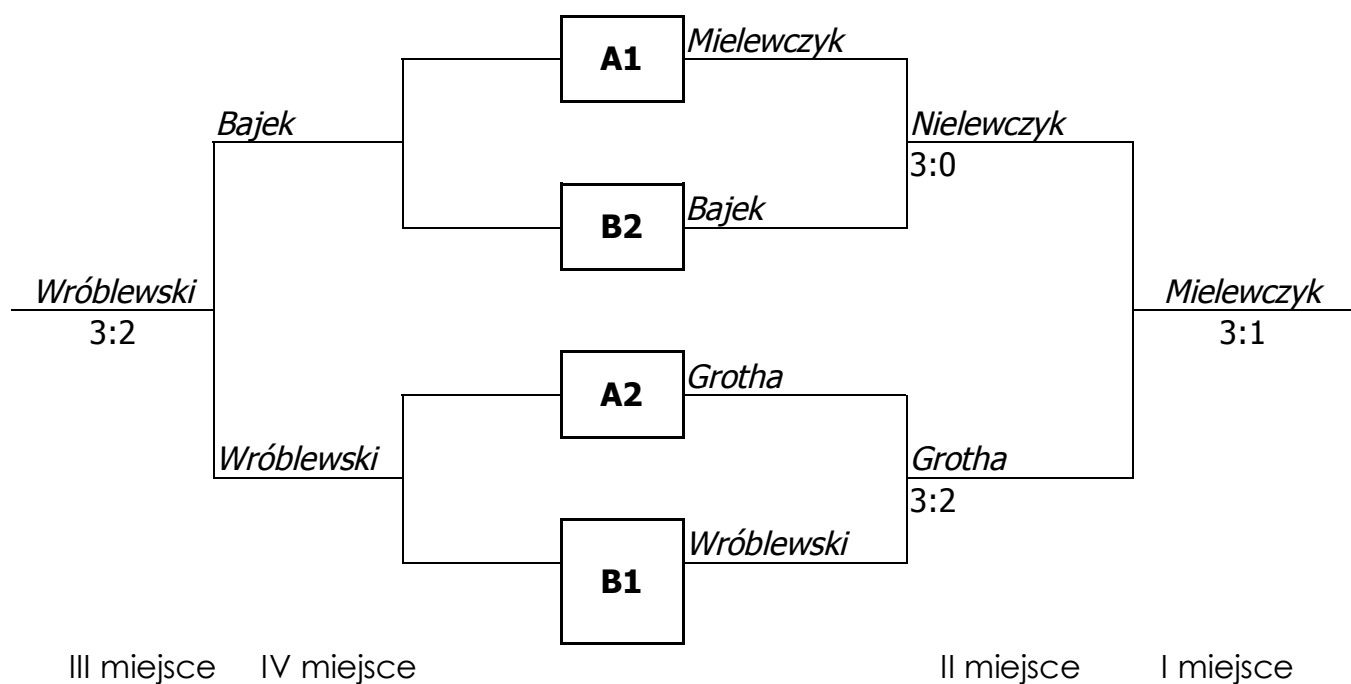 A1
Mielewczyk
Bajek
Nielewczyk
3:0
B2
Bajek
Wróblewski
3:2
Mielewczyk
3:1
A2
Grotha
Wróblewski
Grotha
3:2
B1
Wróblewski
III miejsce
IV miejsce
II miejsce
I miejsce